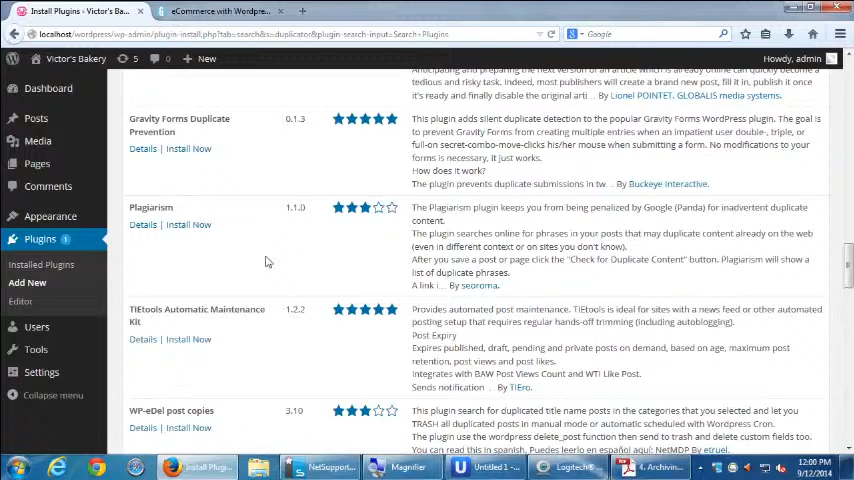 Install Plugins ‹ Victor's Bakery...
eCommerce with Wordpre...
localhost/wordpress/wp-admin/plugin-install.php?tab=search&s=duplicator&plugin-search-input=Search+Plugins
Google
Victor's Bakery
5
0
New
Howdy, admin
Dashboard
Posts
Media
Pages
Comments
Appearance
Plugins 1
Installed Plugins
Add New
Editor
Users
Tools
Settings
Collapse menu
Anticipating and preparing the next version of an article which is already online can quickly become a
tedious and risky task. Indeed, most publishers will create a brand new post, fill it in, publish it once
it's ready and finally disable the original arti... By Lionel POINTET, GLOBALIS media systems.
Gravity Forms Duplicate
Prevention
Details | Install Now
0.1.3
This plugin adds silent duplicate detection to the popular Gravity Forms WordPress plugin. The goal is
to prevent Gravity Forms from creating multiple entries when an impatient user double-, triple, or
full-on secret-combo-move-clicks his/her mouse when submitting a form. No modifications to your
forms is necessary, it just works.
How does it work?
The plugin prevents duplicate submissions in tw... By Buckeye Interactive.
Plagiarism
Details | Install Now
1.1.0
The Plagiarism plugin keeps you from being penalized by Google (Panda) for inadvertent duplicate
content.
The plugin searches online for phrases in your posts that may duplicate content already on the web
(even in different context or on sites you don't know).
After you save a post or page click the "Check for Duplicate Content" button. Plagiarism will show a
list of duplicate phrases.
A link i... By seoroma.
TIEtools Automatic Maintenance
Kit
Details | Install Now
1.2.2
Provides automated post maintenance. TIEtools is ideal for sites with a news feed or other automated
posting setup that requires regular hands-off trimming (including autoblogging).
Post Expiry
Expires published, draft, pending and private posts on demand, based on age, maximum post
retention, post views and post likes.
Integrates with BAW Post Views Count and WTI Like Post.
Sends notification ... By TIEro.
WP-eDel post copies
Details | Install Now
3.10
This plugin search for duplicated title name posts in the categories that you selected and let you
TRASH all duplicated posts in manual mode or automatic scheduled with Wordpress Cron.
The plugin use the wordpress delete_post function then send to trash and delete custom fields too.
You can read this in spanish, Puedes leerlo en español aquí: NetMDP By etruel.
Install Plugi...
NetSupport...
Magnifier
Untitled 1 -...
Logitech® ...
4. Archivin...
12:00 PM
9/12/2014